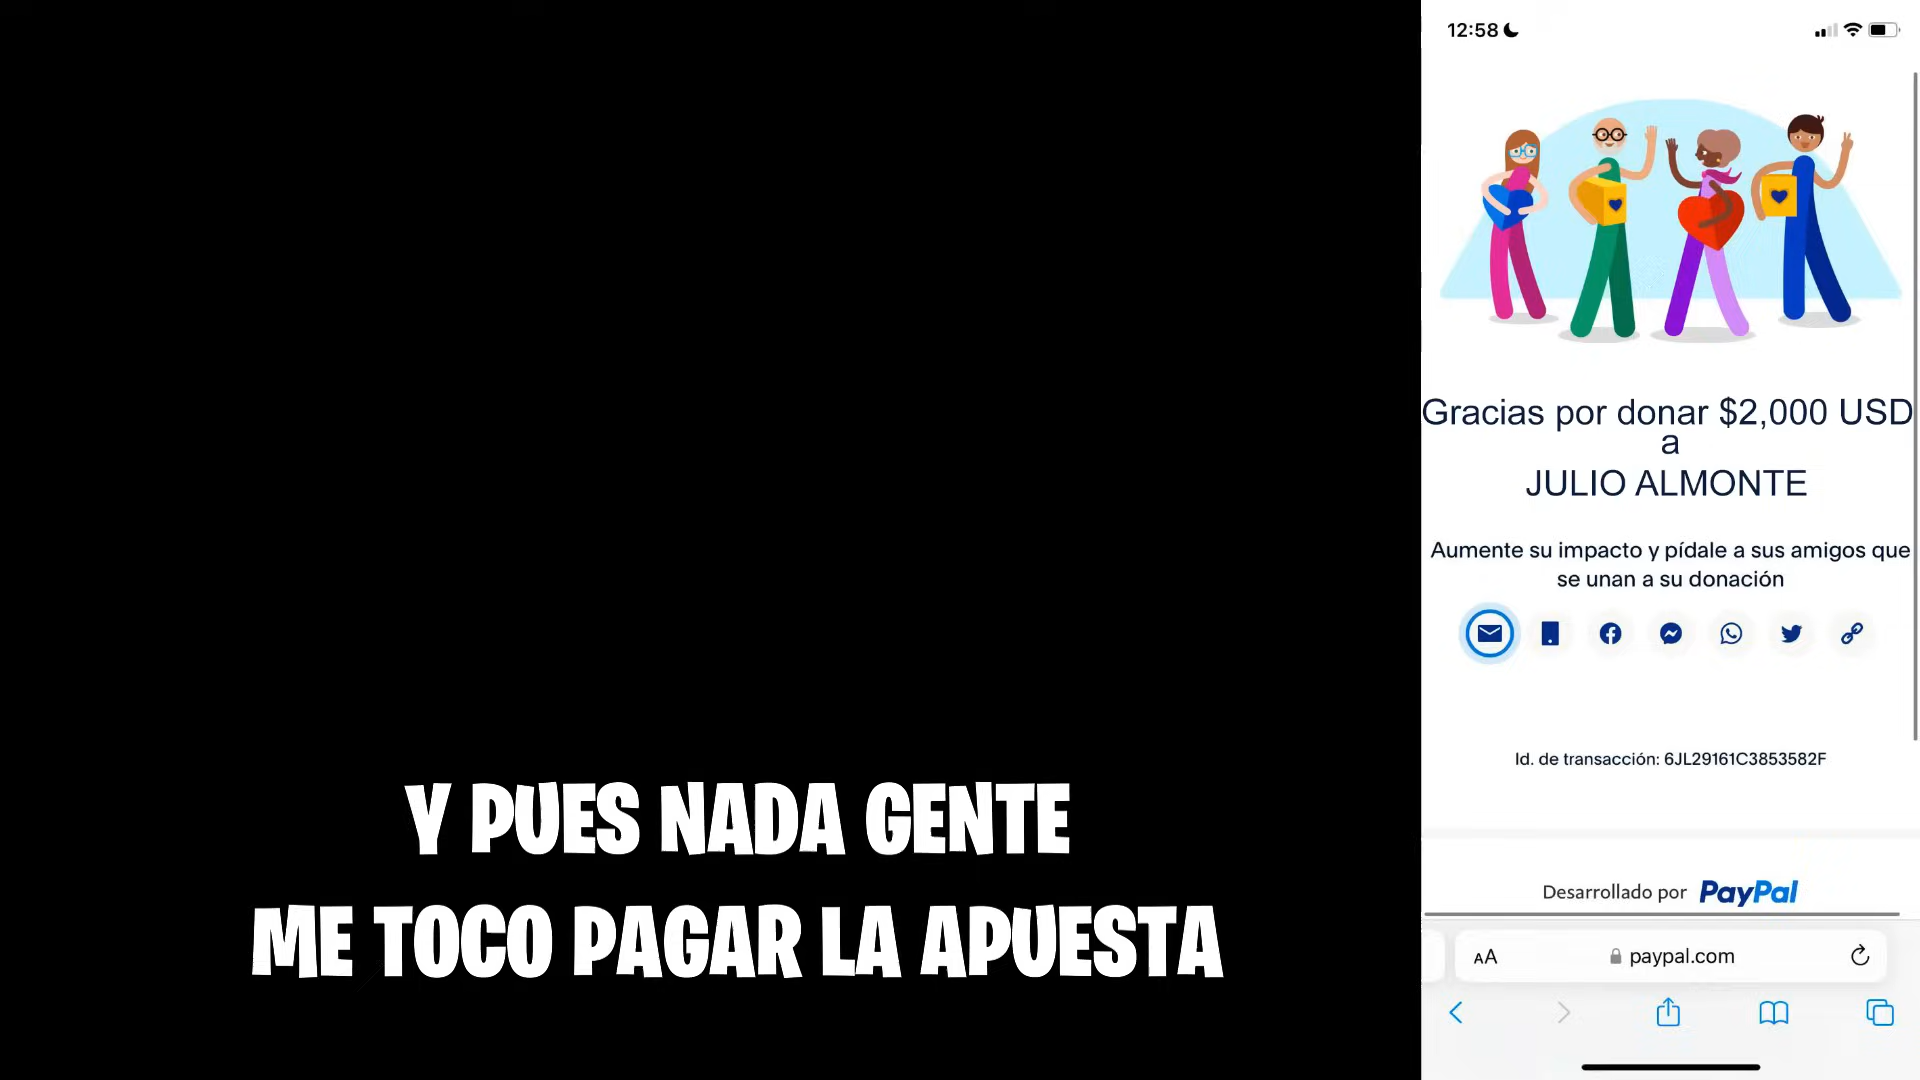 Y PUES NADA GENTE
ME TOCO PAGAR LA APUESTA
12:58
Gracias por donar $2,000 USD
a
JULIO ALMONTE
Aumente su impacto y pídale a sus amigos que
se unan a su donación
Id. de transacción: 6JL29161C3853582F
Desarrollado por PayPal
AA paypal.com